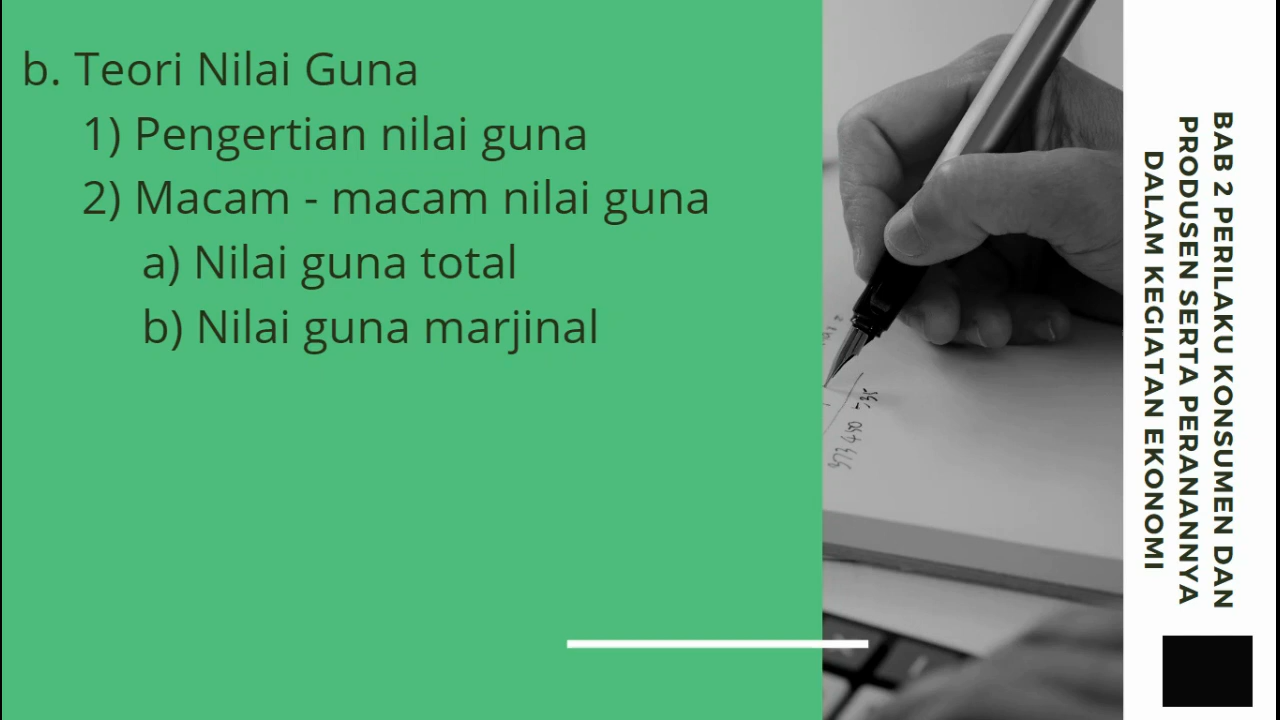 b. Teori Nilai Guna
1) Pengertian nilai guna
2) Macam - macam nilai guna
a) Nilai guna total
b) Nilai guna marjinal
BAB 2 PERILAKU KONSUMEN DAN
PRODUSEN SERTA PERANANNYA
DALAM KEGIATAN EKONOMI